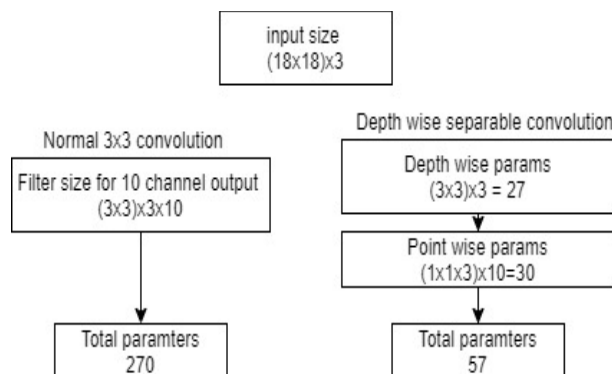 input size
(18x18)x3
Normal 3x3 convolution
Filter size for 10 channel output
(3x3)x3x10
Total paramters
270
Depth wise separable convolution
Depth wise params
(3x3)x3 = 27
Point wise params
(1x1x3)x10=30
Total paramters
57